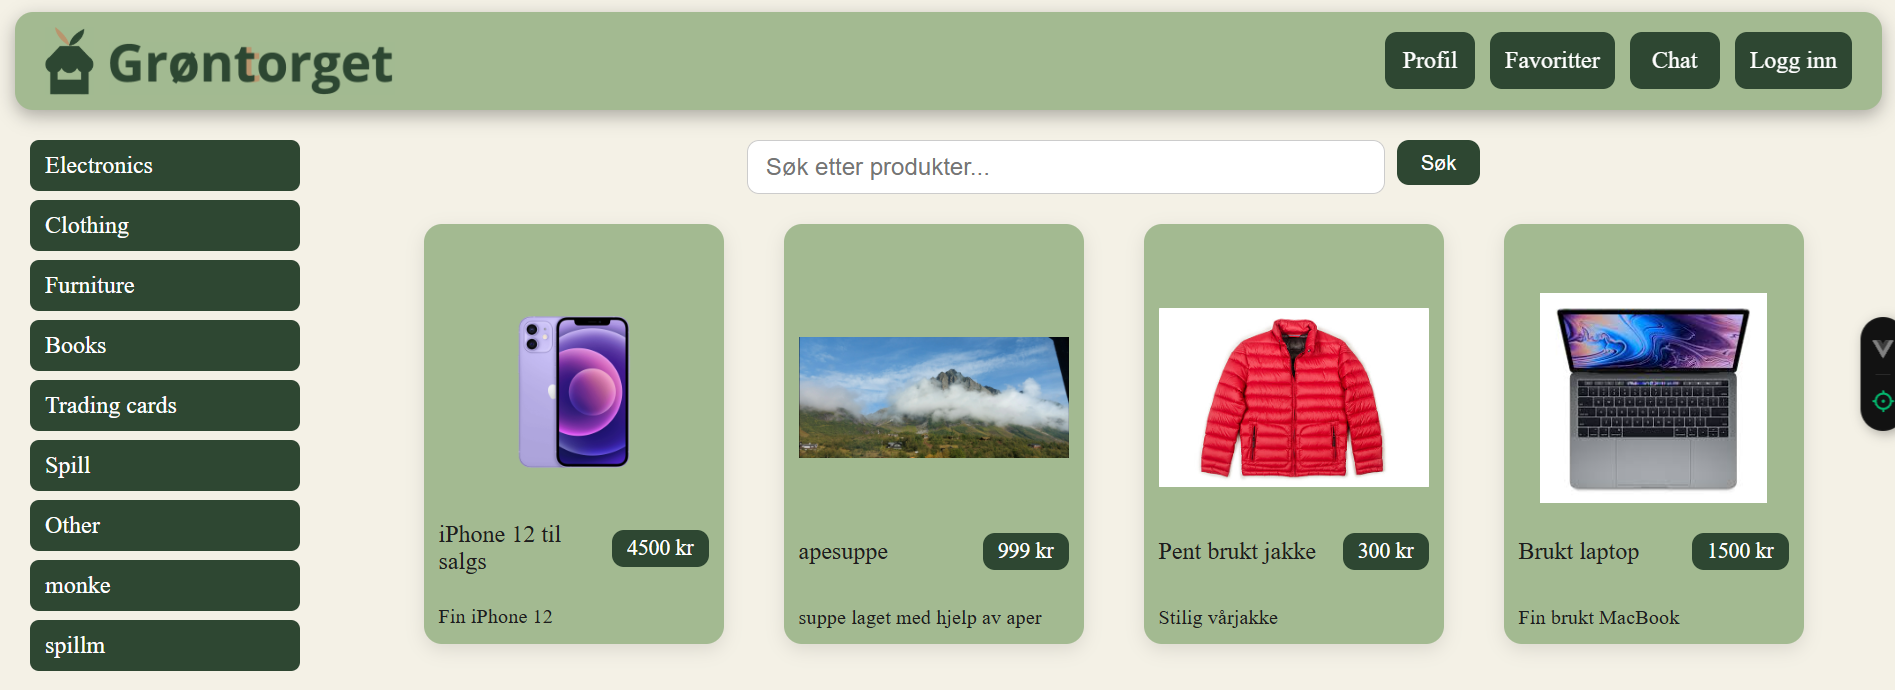 Grøntorget
Profil
Favoritter
Chat
Logg inn
Electronics
Clothing
Furniture
Books
Trading cards
Spill
Other
monke
spillm
Søk etter produkter...
Søk
iPhone 12 til
salgs
4500 kr
Fin iPhone 12
apesuppe
999 kr
suppe laget med hjelp av aper
Pent brukt jakke
300 kr
Stilig vårjakke
Brukt laptop
1500 kr
Fin brukt MacBook